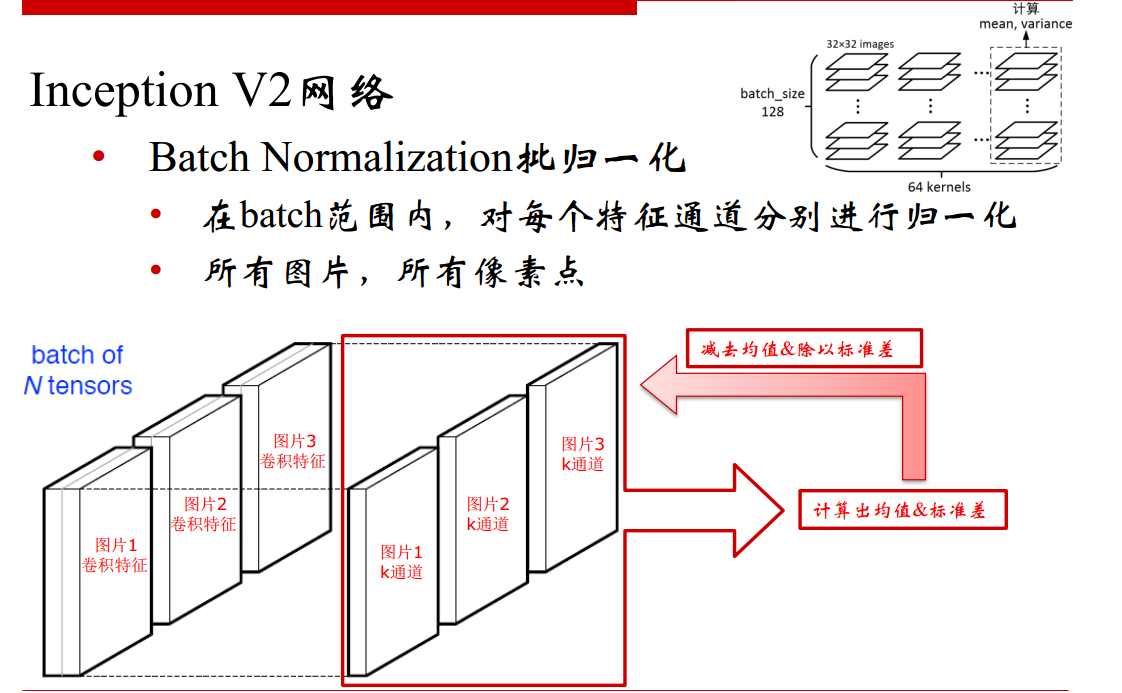 计算
mean, variance
32×32 images
batch_size
128
64 kernels
Inception V2网络
• Batch Normalization批归一化
• 在batch范围内，对每个特征通道分别进行归一化
• 所有图片，所有像素点
batch of
N tensors
图片3
卷积特征
图片2
卷积特征
图片1
卷积特征
图片3
k通道
图片2
k通道
图片1
k通道
减去均值&除以标准差
计算出均值&标准差